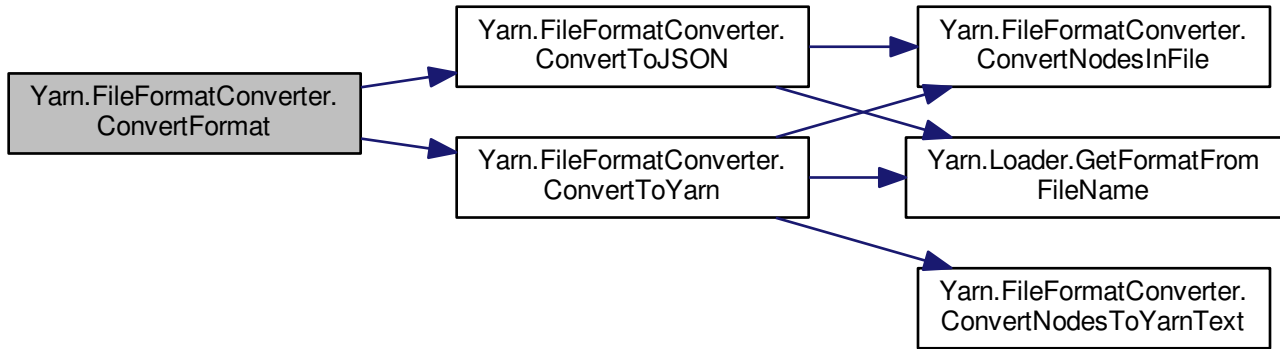 Yarn.FileFormatConverter.
ConvertFormat
Yarn.FileFormatConverter.
ConvertToJSON
Yarn.FileFormatConverter.
ConvertToYarn
Yarn.FileFormatConverter.
ConvertNodesInFile
Yarn.Loader.GetFormatFrom
FileName
Yarn.FileFormatConverter.
ConvertNodesToYarnText